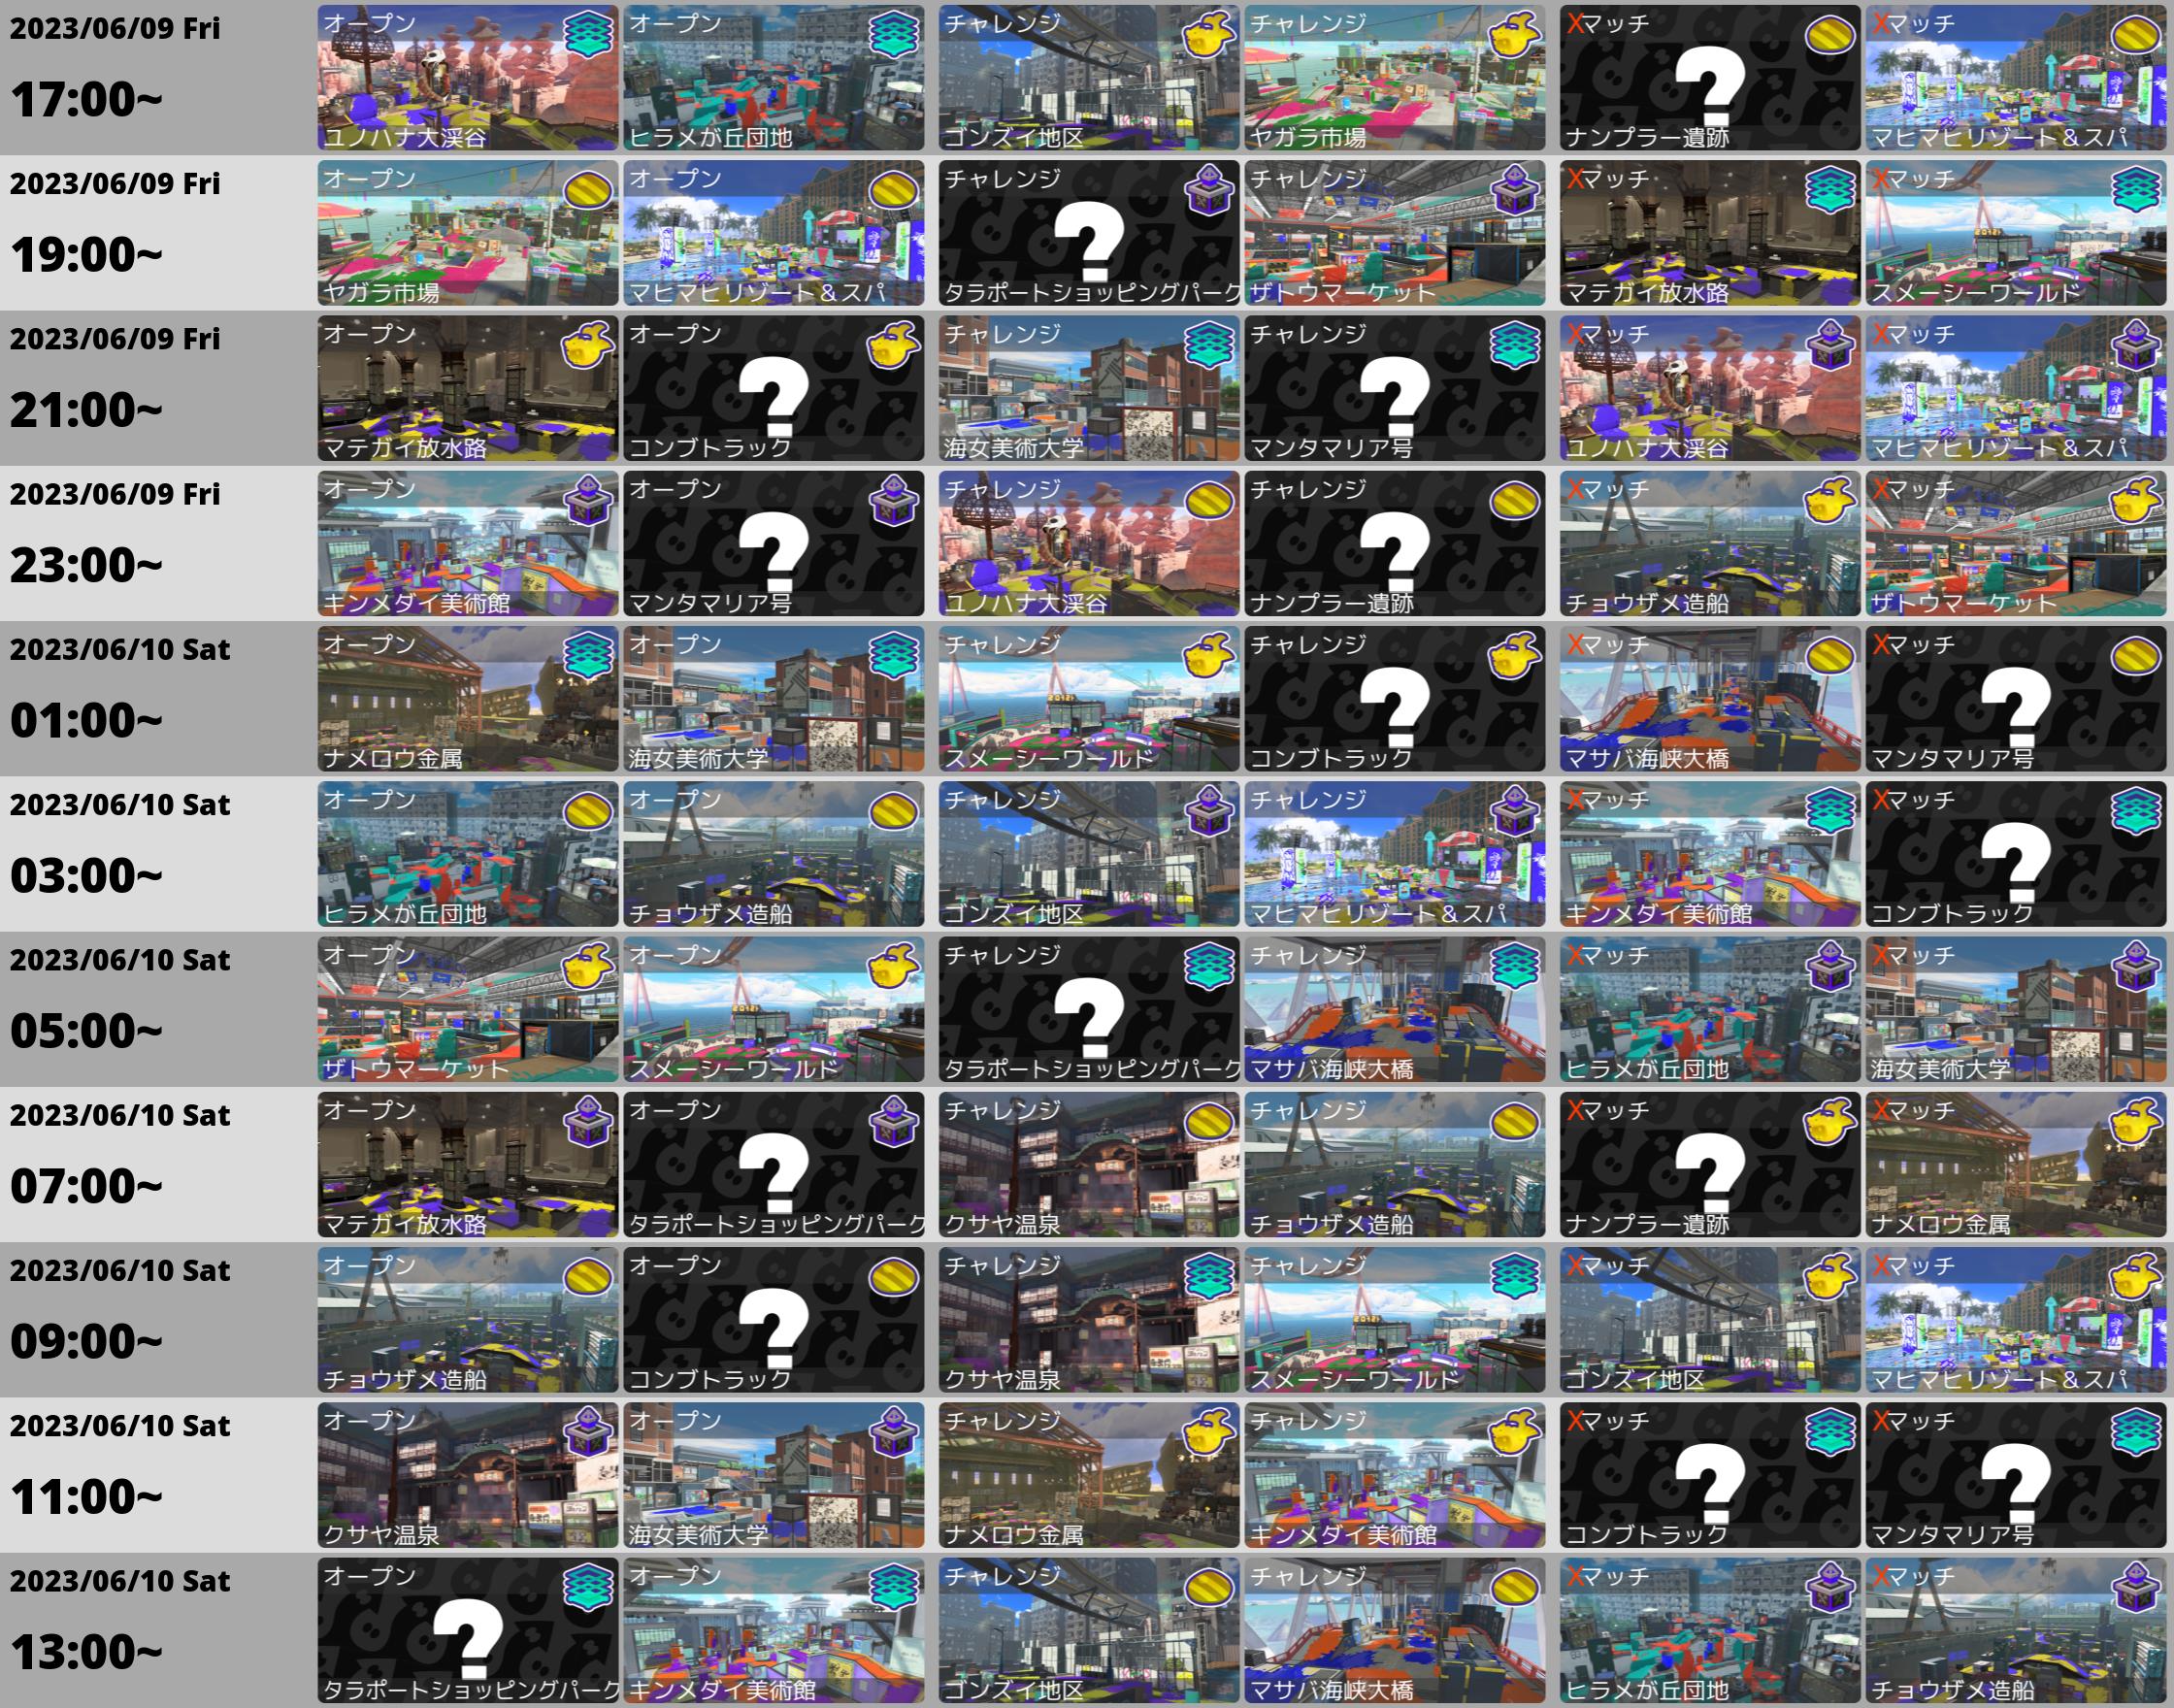 2023/06/09 Fri
17:00~
オープン オープン チャレンジ チャレンジ Xマッチ Xマッチ
ユノハナ大渓谷 ヒラメが丘団地 ゴンズイ地区 ヤガラ市場 ナンプラー遺跡 マヒマヒリゾート＆スパ
2023/06/09 Fri
19:00~
オープン オープン チャレンジ チャレンジ Xマッチ Xマッチ
ヤガラ市場 マヒマヒリゾート＆スパ タラポートショッピングパーク ザトウマーケット マテガイ放水路 スメーシーワールド
2023/06/09 Fri
21:00~
オープン オープン チャレンジ チャレンジ Xマッチ Xマッチ
マテガイ放水路 コンブトラック 海女美術大学 マンタマリア号 ユノハナ大渓谷 マヒマヒリゾート＆スパ
2023/06/09 Fri
23:00~
オープン オープン チャレンジ チャレンジ Xマッチ Xマッチ
キンメダイ美術館 マンタマリア号 ユノハナ大渓谷 ナンプラー遺跡 チョウザメ造船 ザトウマーケット
2023/06/10 Sat
01:00~
オープン オープン チャレンジ チャレンジ Xマッチ Xマッチ
ナメロウ金属 海女美術大学 スメーシーワールド コンブトラック マサバ海峡大橋 マンタマリア号
2023/06/10 Sat
03:00~
オープン オープン チャレンジ チャレンジ Xマッチ Xマッチ
ヒラメが丘団地 チョウザメ造船 ゴンズイ地区 マヒマヒリゾート＆スパ キンメダイ美術館 コンブトラック
2023/06/10 Sat
05:00~
オープン オープン チャレンジ チャレンジ Xマッチ Xマッチ
ザトウマーケット スメーシーワールド タラポートショッピングパーク マサバ海峡大橋 ヒラメが丘団地 海女美術大学
2023/06/10 Sat
07:00~
オープン オープン チャレンジ チャレンジ Xマッチ Xマッチ
マテガイ放水路 タラポートショッピングパーク クサヤ温泉 チョウザメ造船 ナンプラー遺跡 ナメロウ金属
2023/06/10 Sat
09:00~
オープン オープン チャレンジ チャレンジ Xマッチ Xマッチ
チョウザメ造船 コンブトラック クサヤ温泉 スメーシーワールド ゴンズイ地区 マヒマヒリゾート＆スパ
2023/06/10 Sat
11:00~
オープン オープン チャレンジ チャレンジ Xマッチ Xマッチ
クサヤ温泉 海女美術大学 ナメロウ金属 キンメダイ美術館 コンブトラック マンタマリア号
2023/06/10 Sat
13:00~
オープン オープン チャレンジ チャレンジ Xマッチ Xマッチ
タラポートショッピングパーク キンメダイ美術館 ゴンズイ地区 マサバ海峡大橋 ヒラメが丘団地 チョウザメ造船